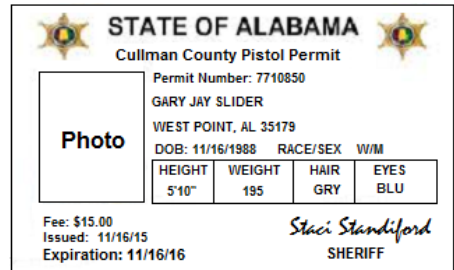 STATE OF ALABAMA
Cullman County Pistol Permit
Permit Number: 7710850
GARY JAY SLIDER
WEST POINT, AL 35179
Photo
DOB: 11/16/1988 RACE/SEX W/M
HEIGHT WEIGHT HAIR EYES
5'10" 195 GRY BLU
Fee: $15.00
Issued: 11/16/15
Expiration: 11/16/16
Staci Standiford
SHERIFF